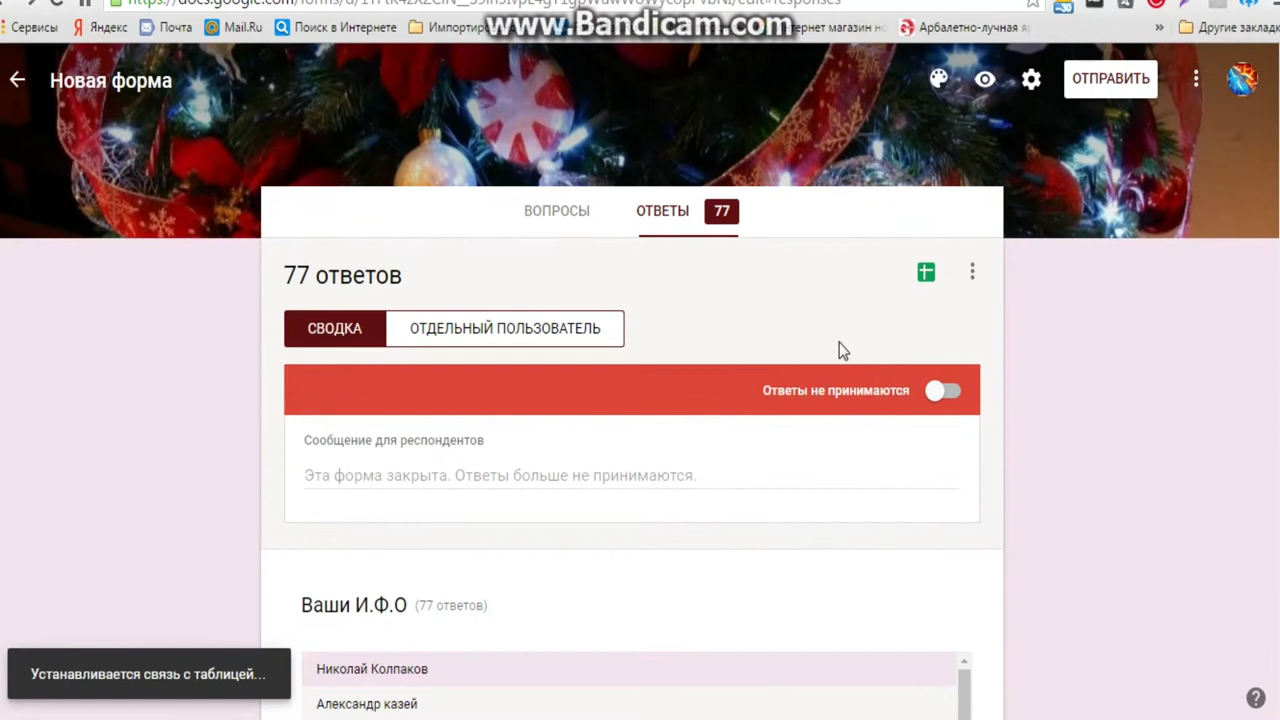 www.Bandicam.com
Сервисы Яндекс Почта Mail.Ru Поиск в Интернете Арбалетно-лучная Другие
Новая форма
ОТПРАВИТЬ
ВОПРОСЫ ОТВЕТЫ 77
77 ответов
СВОДКА ОТДЕЛЬНЫЙ ПОЛЬЗОВАТЕЛЬ
Ответы не принимаются
Сообщение для респондентов
Эта форма закрыта. Ответы больше не принимаются.
Ваши И.Ф.О (77 ответов)
Николай Колпаков
Александр казей
Устанавливается связь с таблицей...